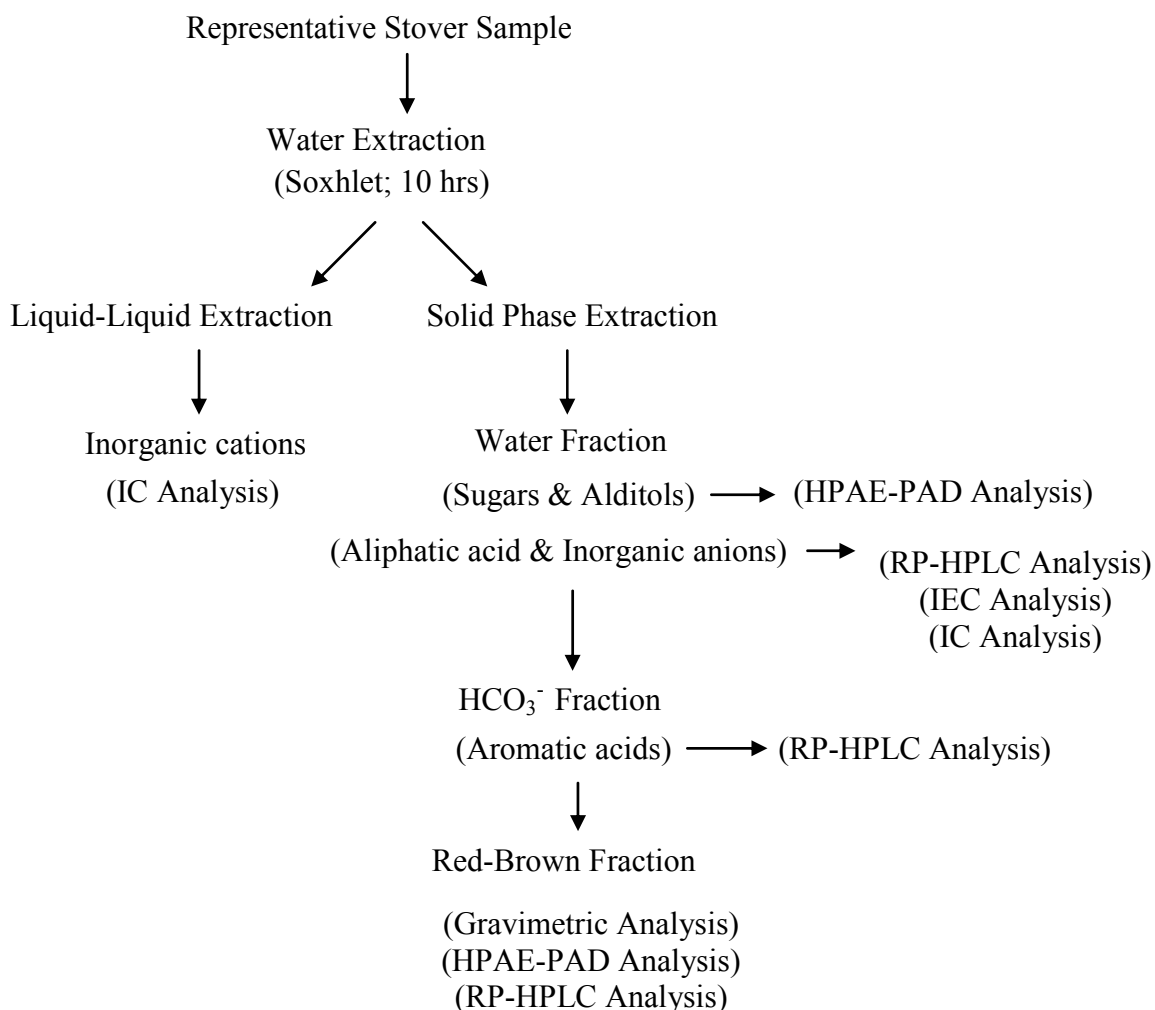 Representative Stover Sample
Water Extraction
(Soxhlet; 10 hrs)
Liquid-Liquid Extraction
Solid Phase Extraction
Inorganic cations
(IC Analysis)
Water Fraction
(Sugars & Alditols)
(HPAE-PAD Analysis)
(Aliphatic acid & Inorganic anions)
(RP-HPLC Analysis)
(IEC Analysis)
(IC Analysis)
HCO₃⁻ Fraction
(Aromatic acids)
(RP-HPLC Analysis)
Red-Brown Fraction
(Gravimetric Analysis)
(HPAE-PAD Analysis)
(RP-HPLC Analysis)